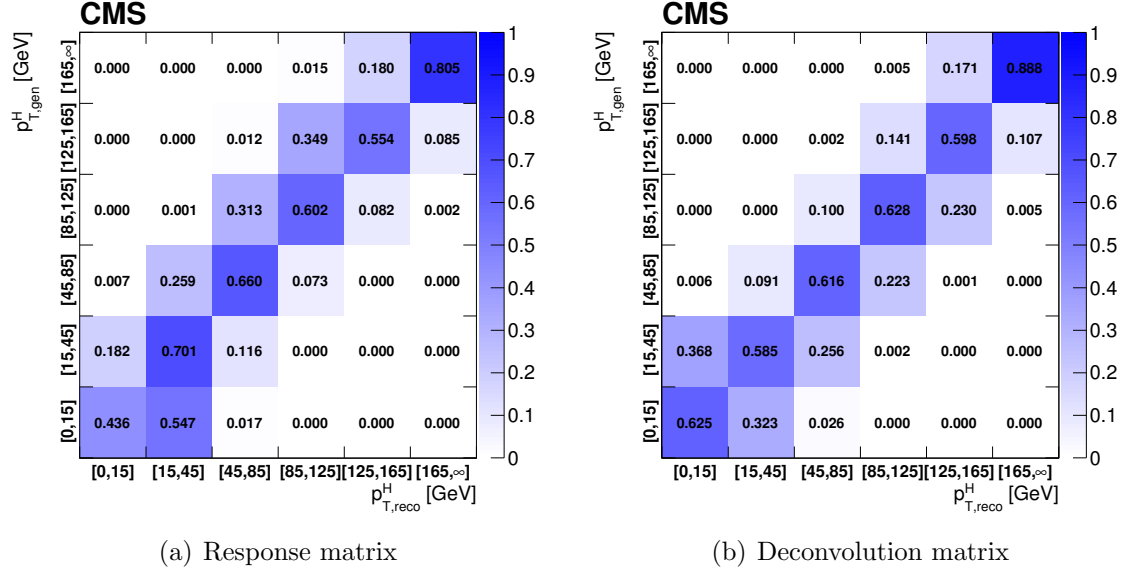 CMS
p^H_T,gen [GeV]
[165,∞]
[125,165]
[85,125]
[45,85]
[15,45]
[0,15]
0.000 0.000 0.000 0.015 0.180 0.805
0.000 0.000 0.012 0.349 0.554 0.085
0.000 0.001 0.313 0.602 0.082 0.002
0.007 0.259 0.660 0.073 0.000 0.000
0.182 0.701 0.116 0.000 0.000 0.000
0.436 0.547 0.017 0.000 0.000 0.000
[0,15] [15,45] [45,85] [85,125] [125,165] [165,∞]
p^H_T,reco [GeV]
1
0.9
0.8
0.7
0.6
0.5
0.4
0.3
0.2
0.1
0
(a) Response matrix
CMS
p^H_T,gen [GeV]
[165,∞]
[125,165]
[85,125]
[45,85]
[15,45]
[0,15]
0.000 0.000 0.000 0.005 0.171 0.888
0.000 0.000 0.002 0.141 0.598 0.107
0.000 0.000 0.100 0.628 0.230 0.005
0.006 0.091 0.616 0.223 0.001 0.000
0.368 0.585 0.256 0.002 0.000 0.000
0.625 0.323 0.026 0.000 0.000 0.000
[0,15] [15,45] [45,85] [85,125] [125,165] [165,∞]
p^H_T,reco [GeV]
1
0.9
0.8
0.7
0.6
0.5
0.4
0.3
0.2
0.1
0
(b) Deconvolution matrix